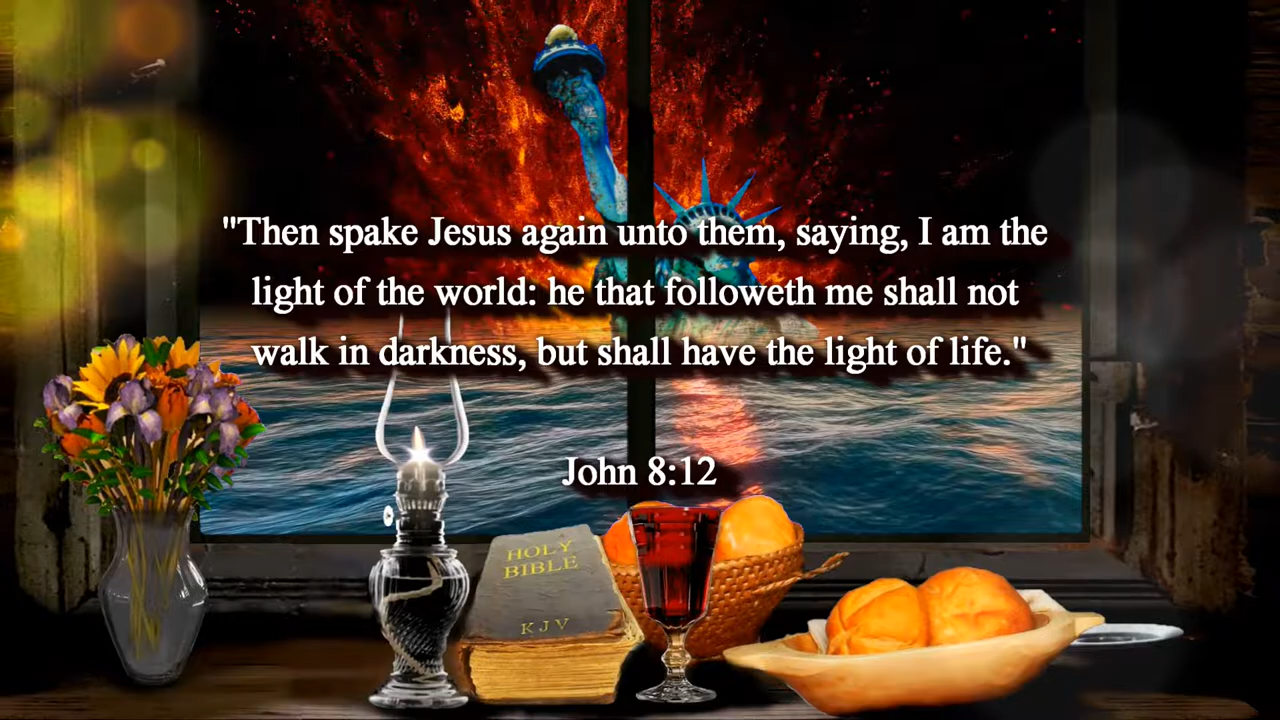 "Then spake Jesus again unto them, saying, I am the
light of the world: he that followeth me shall not
walk in darkness, but shall have the light of life."
John 8:12
HOLY
BIBLE
KJV